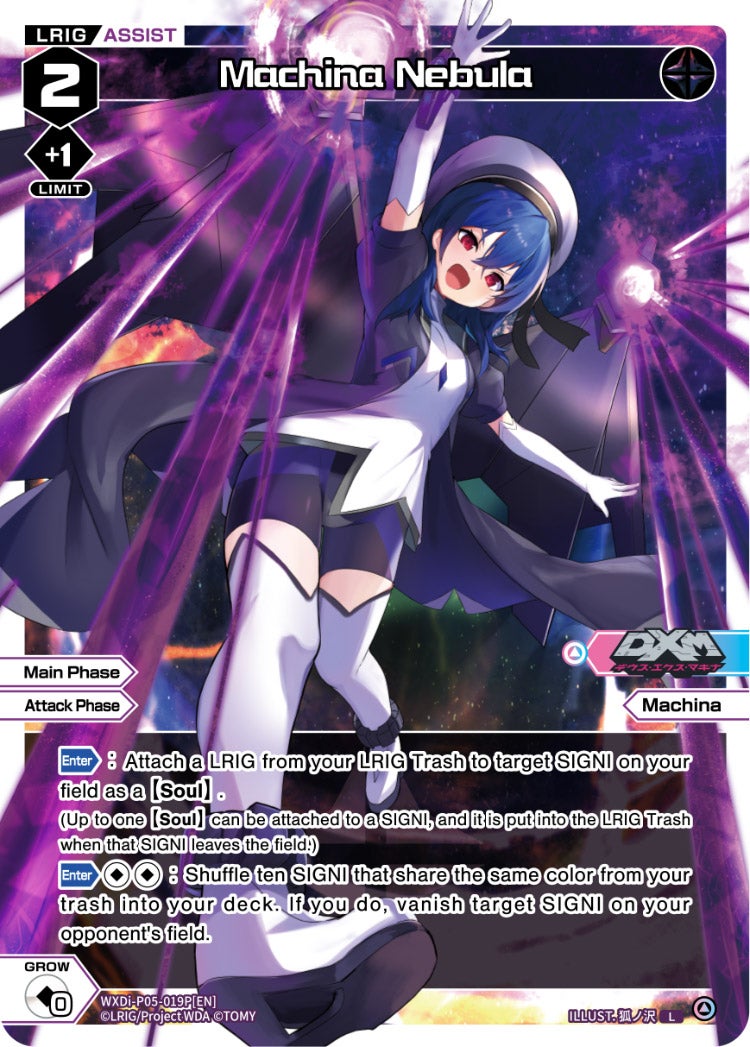 LRIG ASSIST
2
Machina Nebula
+1
LIMIT
DXM
デウス・エクス・マキナ
Main Phase
Attack Phase
Machina
Enter : Attach a LRIG from your LRIG Trash to target SIGNI on your
field as a 【Soul】.
(Up to one 【Soul】 can be attached to a SIGNI, and it is put into the LRIG Trash
when that SIGNI leaves the field.)
Enter : Shuffle ten SIGNI that share the same color from your
trash into your deck. If you do, vanish target SIGNI on your
opponent's field.
GROW
0
WXDi-P05-019P[EN]
©LRIG/Project WDA ©TOMY
ILLUST. 狐ノ沢 L